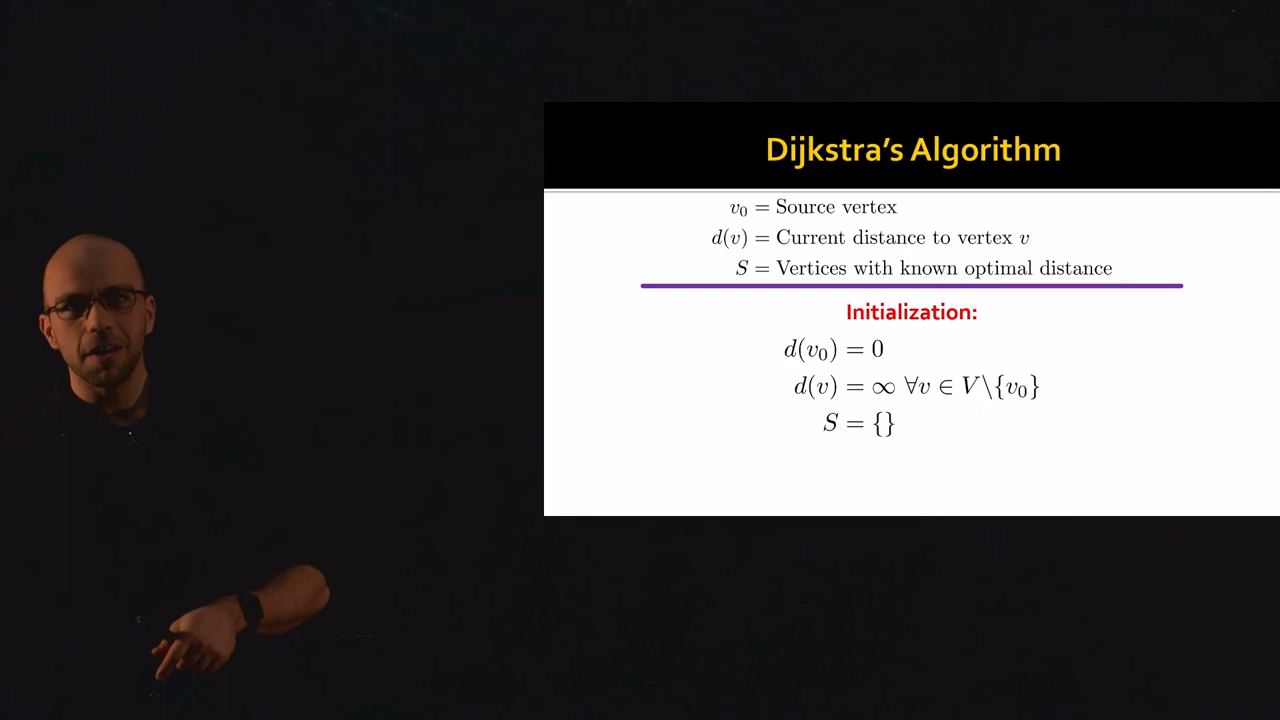 Dijkstra's Algorithm
v₀ = Source vertex
d(v) = Current distance to vertex v
S = Vertices with known optimal distance
Initialization:
d(v₀) = 0
d(v) = ∞ ∀v ∈ V\{v₀}
S = {}